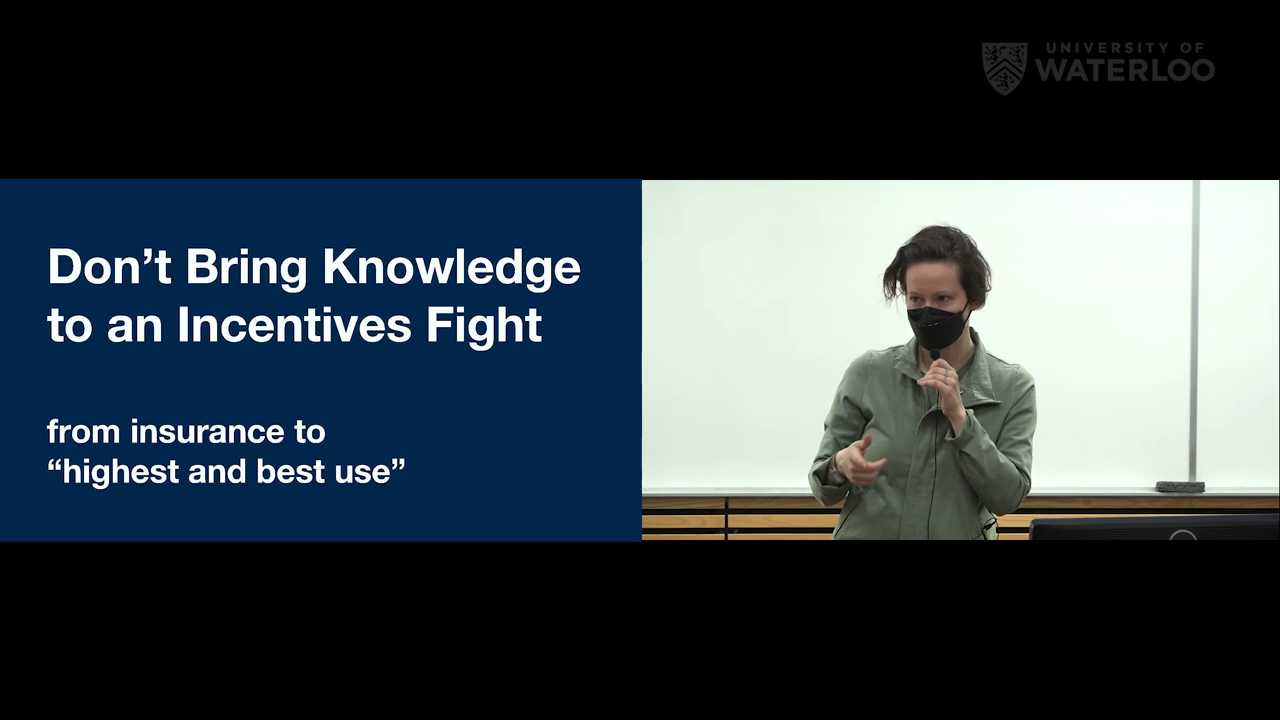 UNIVERSITY OF
WATERLOO
Don’t Bring Knowledge
to an Incentives Fight
from insurance to
“highest and best use”